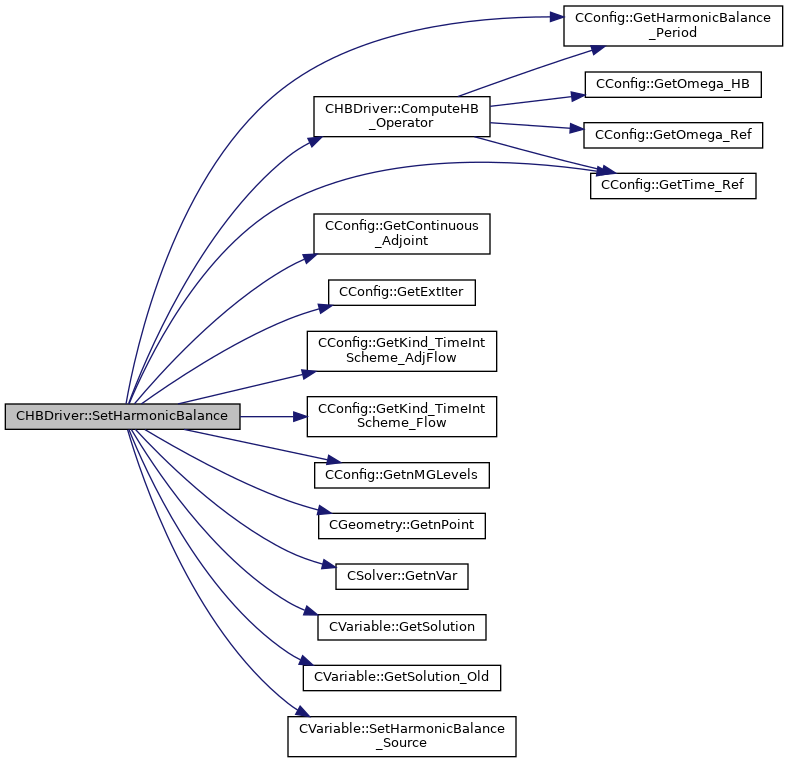 CHBDriver::SetHarmonicBalance
CHBDriver::ComputeHB
_Operator
CConfig::GetContinuous
_Adjoint
CConfig::GetExtIter
CConfig::GetKind_TimeInt
Scheme_AdjFlow
CConfig::GetKind_TimeInt
Scheme_Flow
CConfig::GetnMGLevels
CGeometry::GetnPoint
CSolver::GetnVar
CVariable::GetSolution
CVariable::GetSolution_Old
CVariable::SetHarmonicBalance
_Source
CConfig::GetHarmonicBalance
_Period
CConfig::GetOmega_HB
CConfig::GetOmega_Ref
CConfig::GetTime_Ref